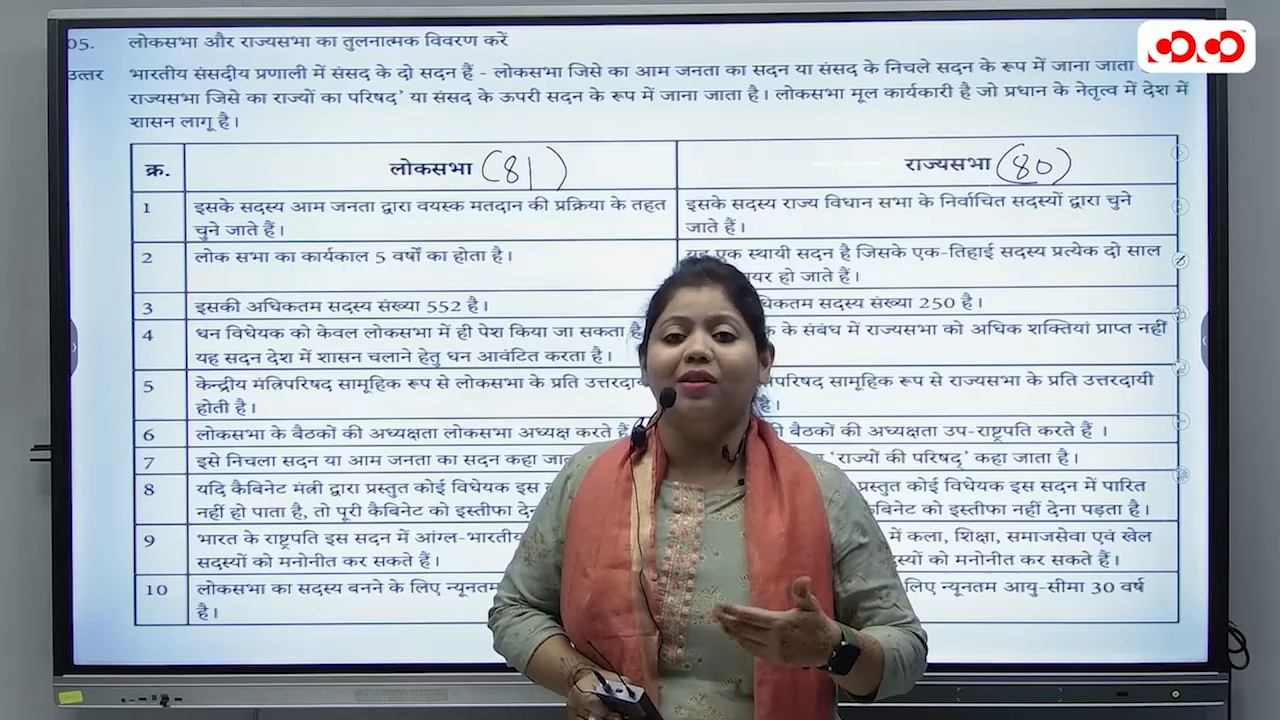 05. लोकसभा और राज्यसभा का तुलनात्मक विवरण करें
उत्तर भारतीय संसदीय प्रणाली में संसद के दो सदन हैं - लोकसभा जिसे का आम जनता का सदन या संसद के निचले सदन के रूप में जाना जाता
राज्यसभा जिसे का राज्यों का परिषद’ या संसद के ऊपरी सदन के रूप में जाना जाता है। लोकसभा मूल कार्यकारी है जो प्रधान के नेतृत्व में देश में
शासन लागू है।
क्र. लोकसभा (81) राज्यसभा (80)
1 इसके सदस्य आम जनता द्वारा वयस्क मतदान की प्रक्रिया के तहत इसके सदस्य राज्य विधान सभा के निर्वाचित सदस्यों द्वारा चुने
चुने जाते हैं। जाते हैं।
2 लोक सभा का कार्यकाल 5 वर्षों का होता है। यह एक स्थायी सदन है जिसके एक-तिहाई सदस्य प्रत्येक दो साल
हो जाते हैं।
3 इसकी अधिकतम सदस्य संख्या 552 है। सदस्य संख्या 250 है।
4 धन विधेयक को केवल लोकसभा में ही पेश किया जा सकता है के संबंध में राज्यसभा को अधिक शक्तियां प्राप्त नहीं
यह सदन देश में शासन चलाने हेतु धन आवंटित करता है।
5 केन्द्रीय मंत्रिपरिषद सामूहिक रूप से लोकसभा के प्रति सामूहिक रूप से राज्यसभा के प्रति उत्तरदायी
होती है। है।
6 लोकसभा के बैठकों की अध्यक्षता लोकसभा अध्यक्ष करते हैं बैठकों की अध्यक्षता उप-राष्ट्रपति करते हैं ।
7 इसे निचला सदन या आम जनता का सदन कहा ‘राज्यों की परिषद्’ कहा जाता है।
8 यदि कैबिनेट मंत्री द्वारा प्रस्तुत कोई विधेयक इस प्रस्तुत कोई विधेयक इस सदन में पारित
नहीं हो पाता है, तो पूरी कैबिनेट को इस्तीफा को इस्तीफा नहीं देना पड़ता है।
9 भारत के राष्ट्रपति इस सदन में आंग्ल-भारतीय में कला, शिक्षा, समाजसेवा एवं खेल
सदस्यों को मनोनीत कर सकते हैं। को मनोनीत कर सकते हैं।
10 लोकसभा का सदस्य बनने के लिए न्यूनतम लिए न्यूनतम आयु-सीमा 30 वर्ष
है।